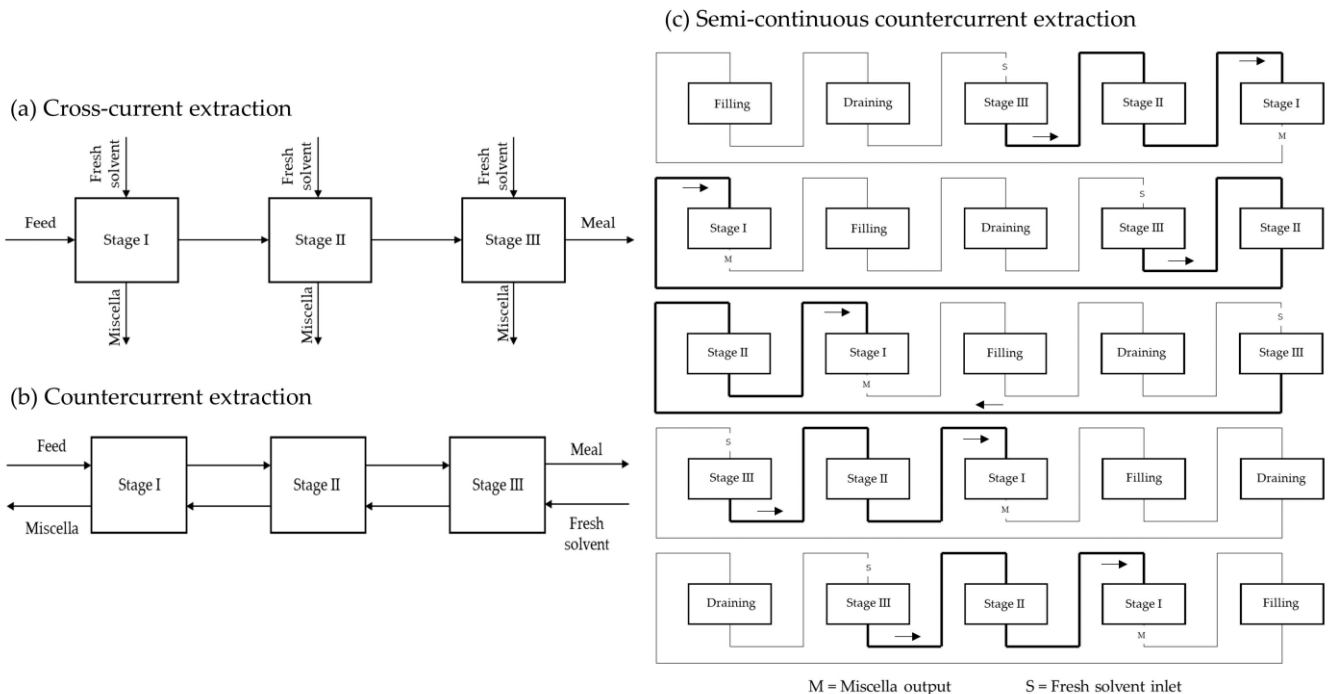 (a) Cross-current extraction
Fresh
solvent
Fresh
solvent
Fresh
solvent
Feed
Stage I
Stage II
Stage III
Meal
Miscella
Miscella
Miscella
(b) Countercurrent extraction
Feed
Stage I
Stage II
Stage III
Meal
Miscella
Fresh
solvent
(c) Semi-continuous countercurrent extraction
S
Filling
Draining
Stage III
Stage II
Stage I
M
S
Stage I
Filling
Draining
Stage III
Stage II
M
S
Stage II
Stage I
Filling
Draining
Stage III
M
S
Stage III
Stage II
Stage I
Filling
Draining
M
S
Draining
Stage III
Stage II
Stage I
Filling
M
M = Miscella output
S = Fresh solvent inlet